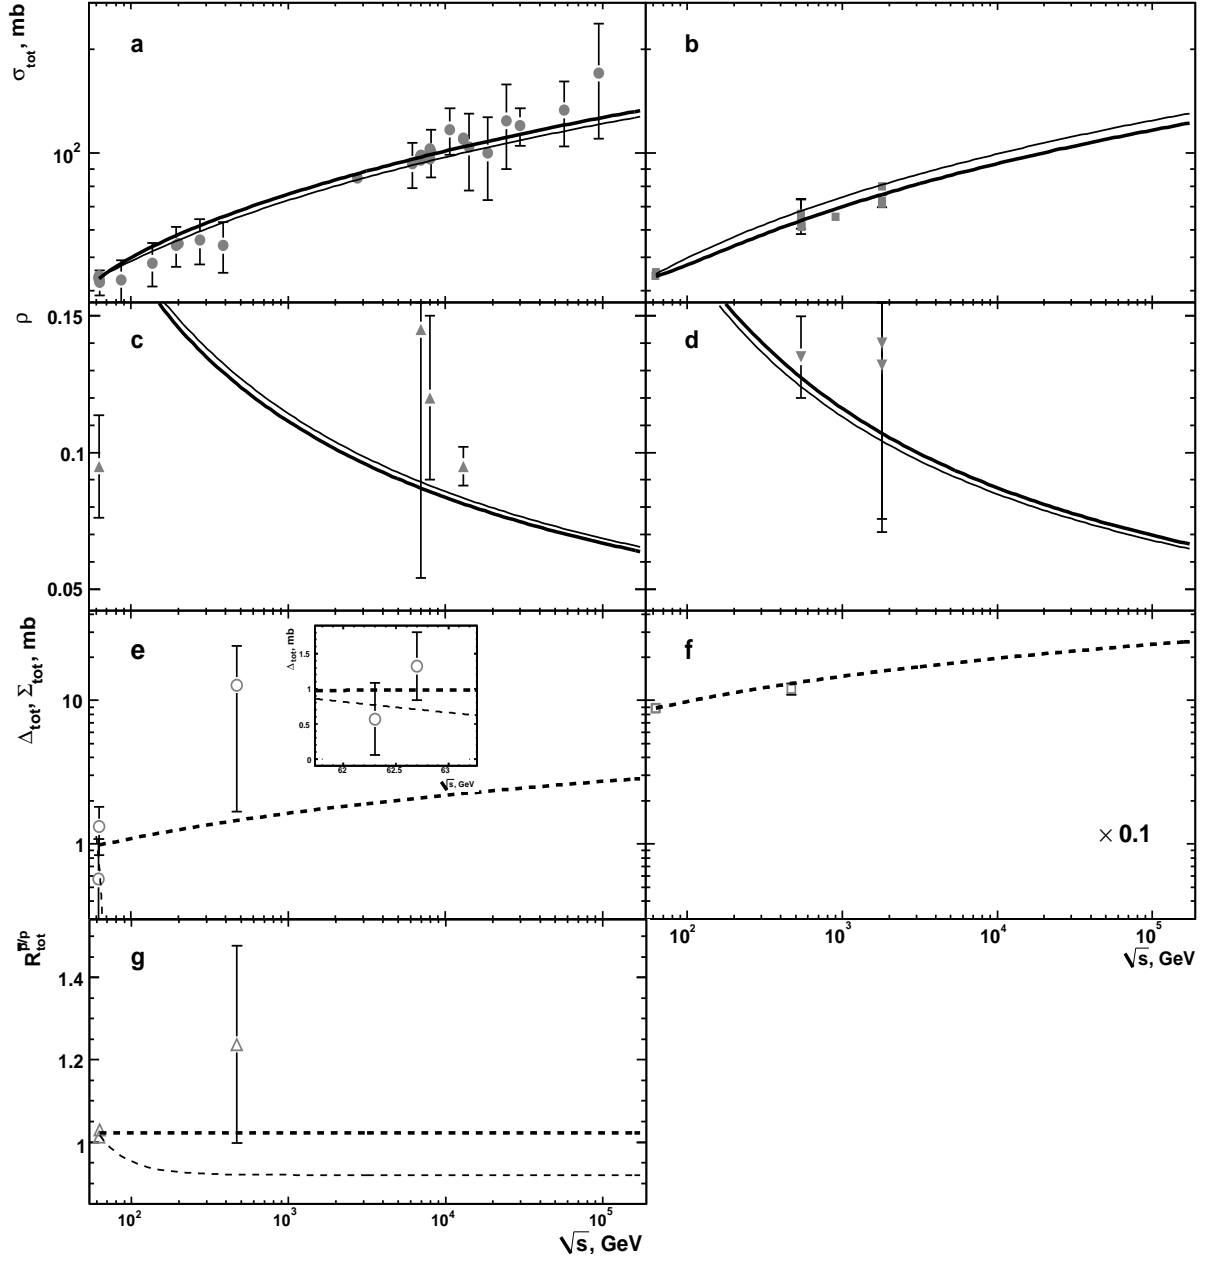 σtot, mb
a
b
10²
ρ
0.15
c
d
0.1
0.05
Δtot, Σtot, mb
e
f
Δtot, mb
1.5
1
0.5
0
62
62.5
63
√s, GeV
10
1
× 0.1
10²
10³
10⁴
10⁵
√s, GeV
Rtot p̅/p
g
1.4
1.2
1
10²
10³
10⁴
10⁵
√s, GeV